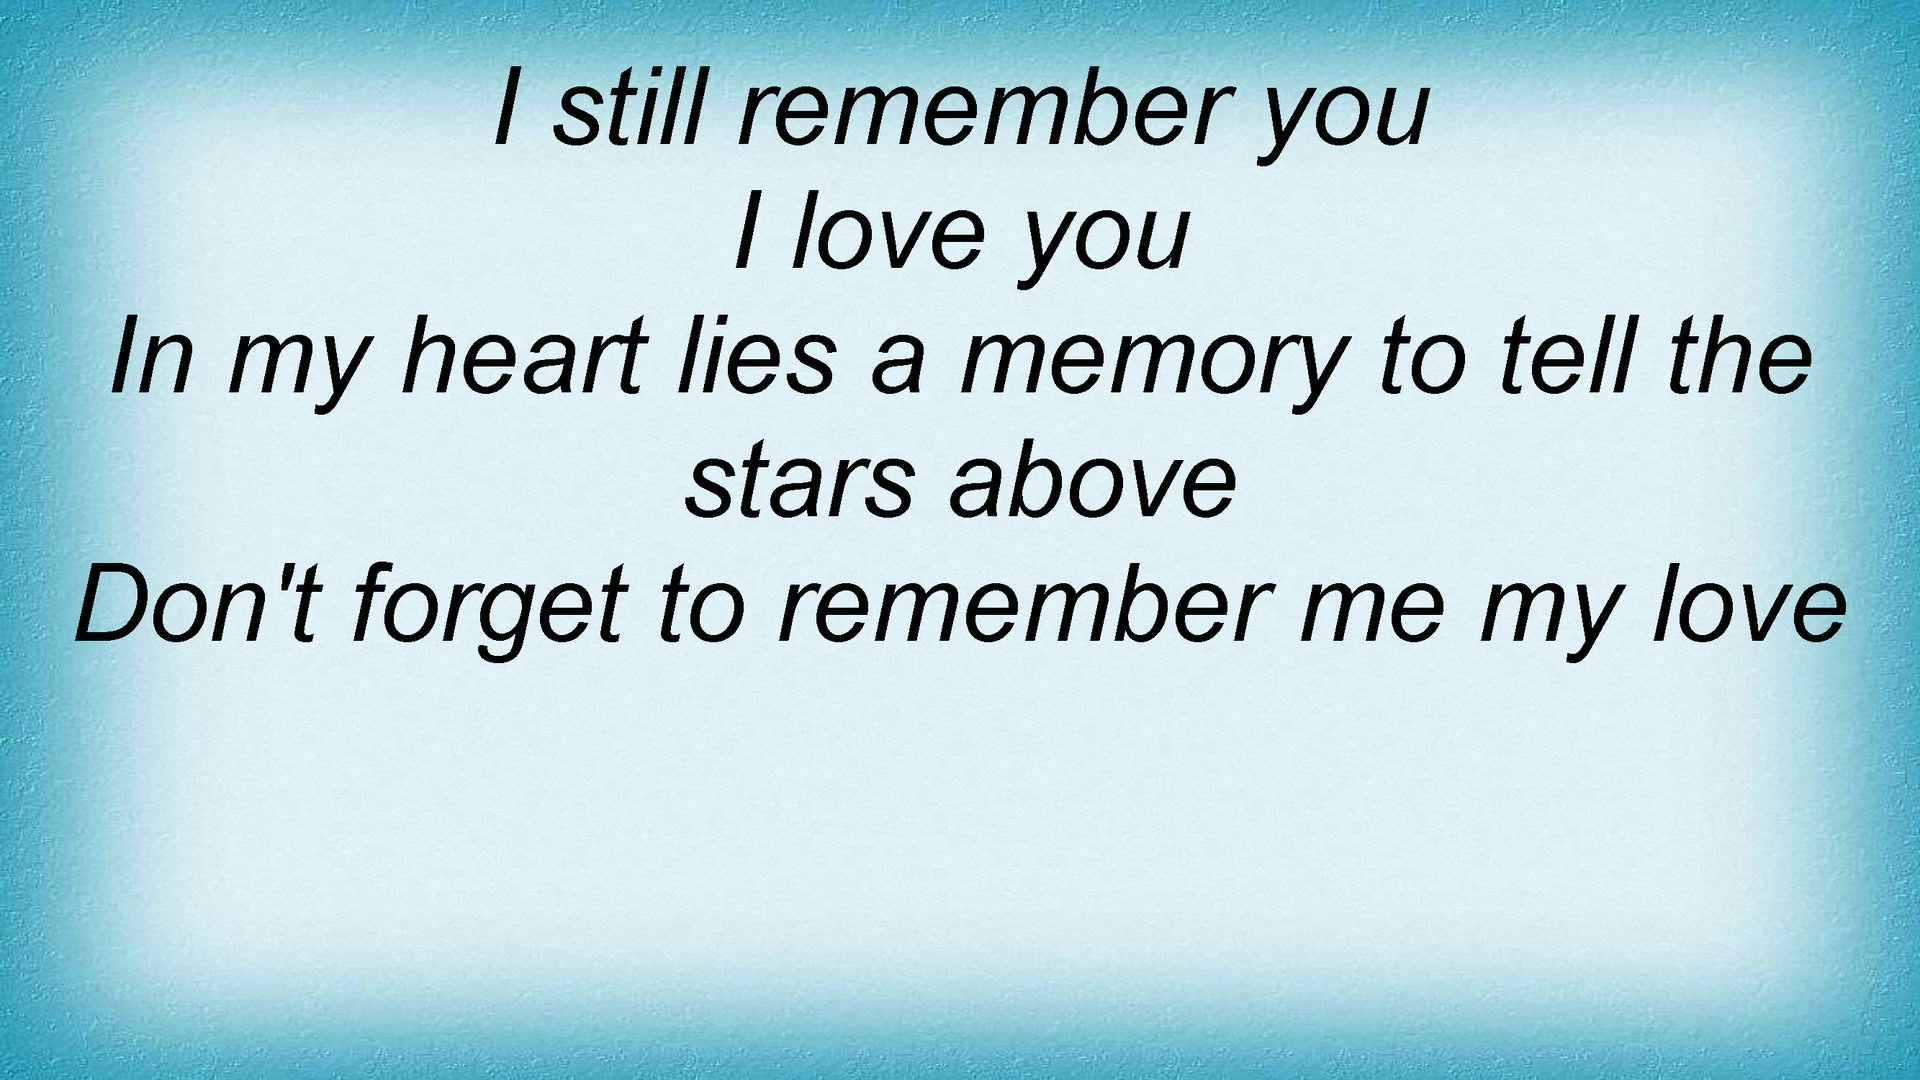 I still remember you
I love you
In my heart lies a memory to tell the
stars above
Don't forget to remember me my love